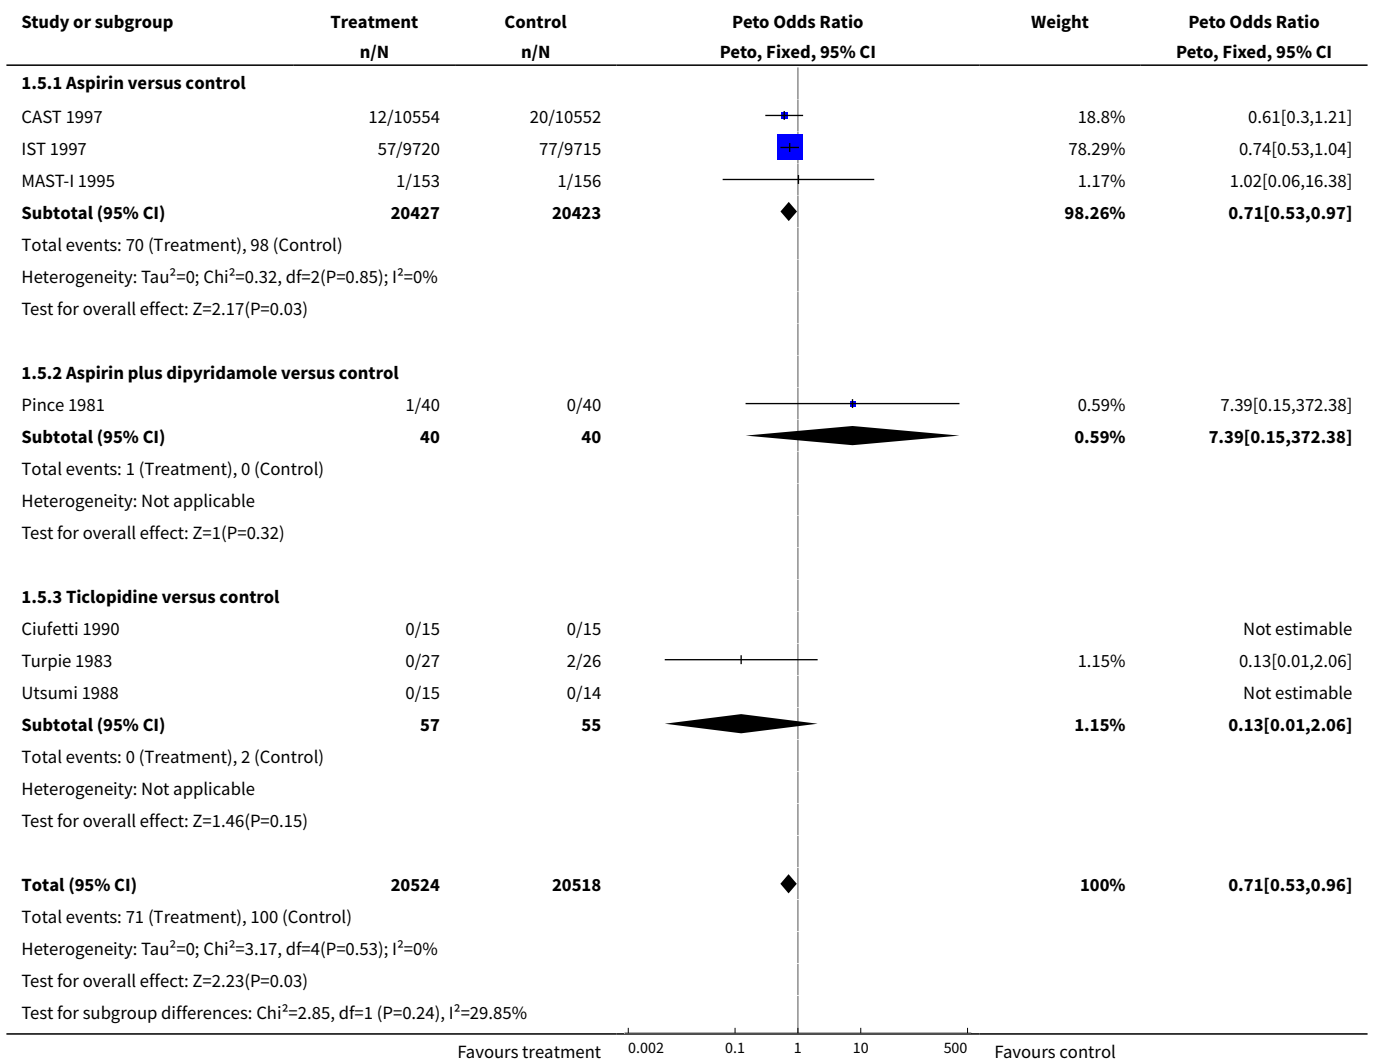 Study or subgroup Treatment Control Peto Odds Ratio Weight Peto Odds Ratio
n/N n/N Peto, Fixed, 95% CI Peto, Fixed, 95% CI
1.5.1 Aspirin versus control
CAST 1997 12/10554 20/10552 18.8% 0.61[0.3,1.21]
IST 1997 57/9720 77/9715 78.29% 0.74[0.53,1.04]
MAST-I 1995 1/153 1/156 1.17% 1.02[0.06,16.38]
Subtotal (95% CI) 20427 20423 98.26% 0.71[0.53,0.97]
Total events: 70 (Treatment), 98 (Control)
Heterogeneity: Tau²=0; Chi²=0.32, df=2(P=0.85); I²=0%
Test for overall effect: Z=2.17(P=0.03)
1.5.2 Aspirin plus dipyridamole versus control
Pince 1981 1/40 0/40 0.59% 7.39[0.15,372.38]
Subtotal (95% CI) 40 40 0.59% 7.39[0.15,372.38]
Total events: 1 (Treatment), 0 (Control)
Heterogeneity: Not applicable
Test for overall effect: Z=1(P=0.32)
1.5.3 Ticlopidine versus control
Ciufetti 1990 0/15 0/15 Not estimable
Turpie 1983 0/27 2/26 1.15% 0.13[0.01,2.06]
Utsumi 1988 0/15 0/14 Not estimable
Subtotal (95% CI) 57 55 1.15% 0.13[0.01,2.06]
Total events: 0 (Treatment), 2 (Control)
Heterogeneity: Not applicable
Test for overall effect: Z=1.46(P=0.15)
Total (95% CI) 20524 20518 100% 0.71[0.53,0.96]
Total events: 71 (Treatment), 100 (Control)
Heterogeneity: Tau²=0; Chi²=3.17, df=4(P=0.53); I²=0%
Test for overall effect: Z=2.23(P=0.03)
Test for subgroup differences: Chi²=2.85, df=1 (P=0.24), I²=29.85%
Favours treatment 0.002 0.1 1 10 500 Favours control